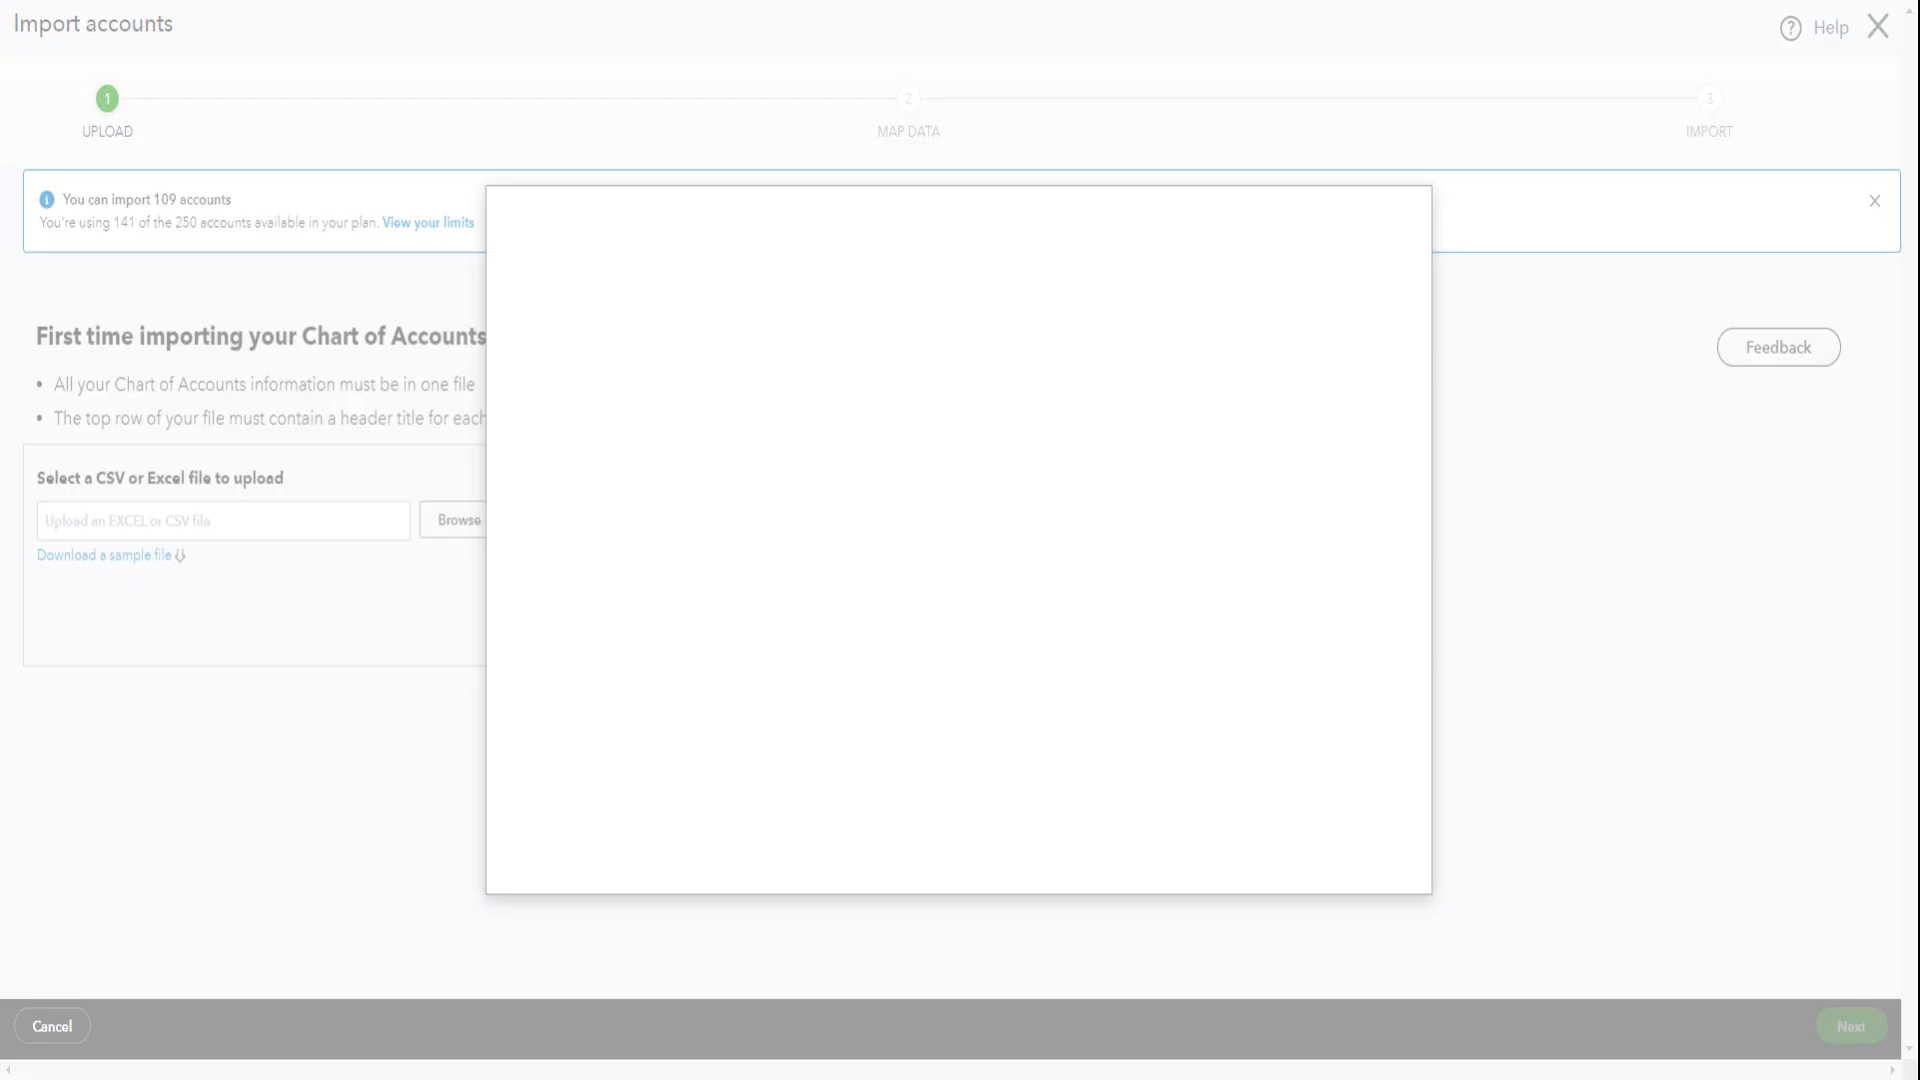 Import accounts
? Help
1 2 3
UPLOAD MAP DATA IMPORT
You can import 109 accounts
You're using 141 of the 250 accounts available in your plan. View your limits
First time importing your Chart of Accounts
Feedback
• All your Chart of Accounts information must be in one file
• The top row of your file must contain a header title for each
Select a CSV or Excel file to upload
Upload an EXCEL or CSV file Browse
Download a sample file
Cancel Next